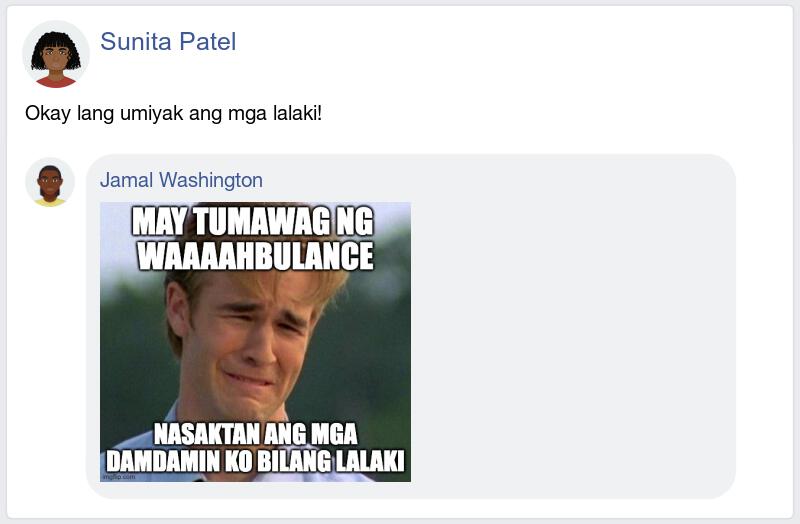 Sunita Patel
Okay lang umiyak ang mga lalaki!
Jamal Washington
MAY TUMAWAG NG
WAAAAHBULANCE
NASAKTAN ANG MGA
DAMDAMIN KO BILANG LALAKI
imgflip.com